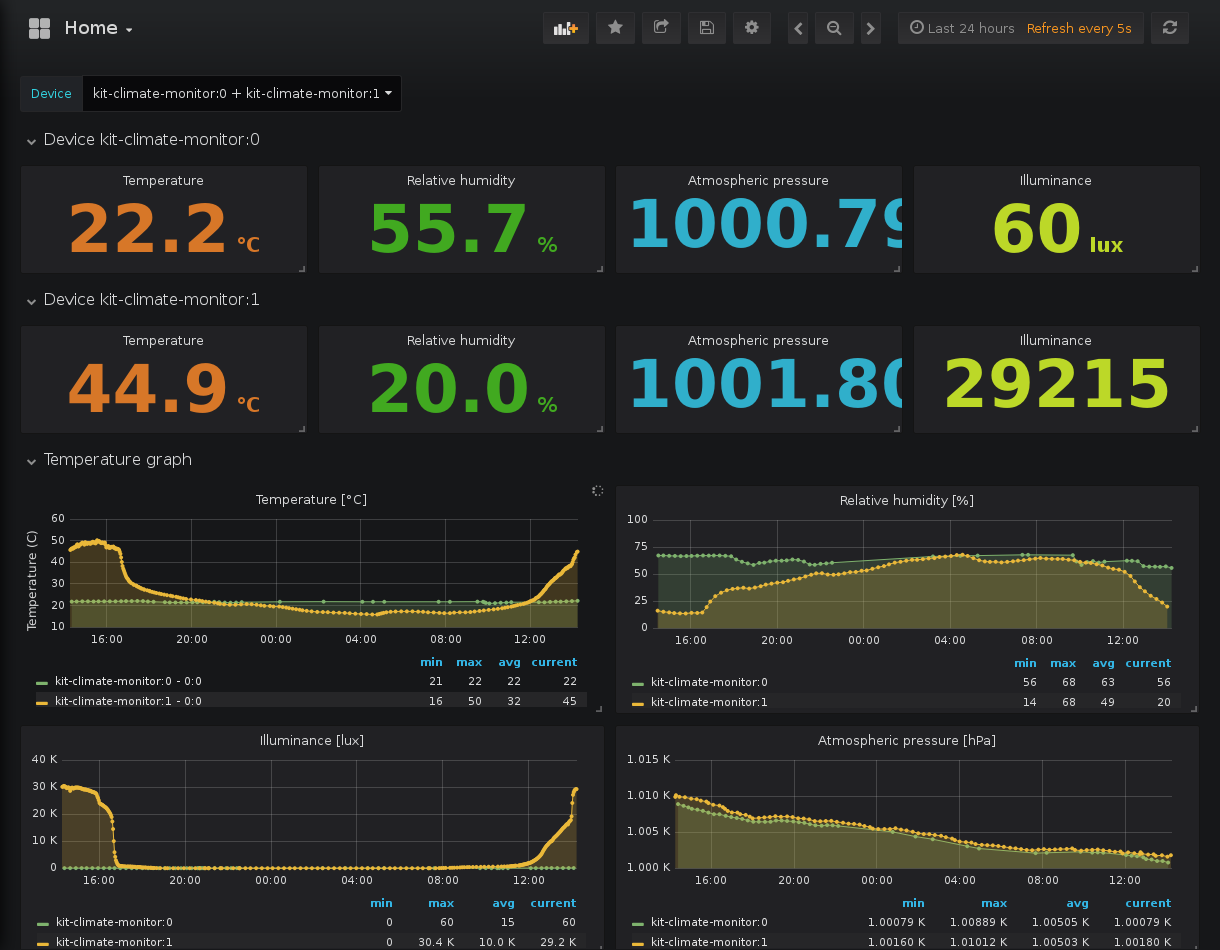 Home
Last 24 hours Refresh every 5s
Device kit-climate-monitor:0 + kit-climate-monitor:1
Device kit-climate-monitor:0
Temperature Relative humidity Atmospheric pressure Illuminance
22.2 °C 55.7 % 1000.79 60 lux
Device kit-climate-monitor:1
Temperature Relative humidity Atmospheric pressure Illuminance
44.9 °C 20.0 % 1001.80 29215
Temperature graph
Temperature [°C]
Temperature (C)
60
50
40
30
20
10
16:00 20:00 00:00 04:00 08:00 12:00
min max avg current
kit-climate-monitor:0 - 0:0 21 22 22 22
kit-climate-monitor:1 - 0:0 16 50 32 45
Relative humidity [%]
100
75
50
25
0
16:00 20:00 00:00 04:00 08:00 12:00
min max avg current
kit-climate-monitor:0 56 68 63 56
kit-climate-monitor:1 14 68 49 20
Illuminance [lux]
40 K
30 K
20 K
10 K
0
16:00 20:00 00:00 04:00 08:00 12:00
min max avg current
kit-climate-monitor:0 0 60 15 60
kit-climate-monitor:1 0 30.4 K 10.0 K 29.2 K
Atmospheric pressure [hPa]
1.015 K
1.010 K
1.005 K
1.000 K
16:00 20:00 00:00 04:00 08:00 12:00
min max avg current
kit-climate-monitor:0 1.00079 K 1.00889 K 1.00505 K 1.00079 K
kit-climate-monitor:1 1.00160 K 1.01012 K 1.00503 K 1.00180 K